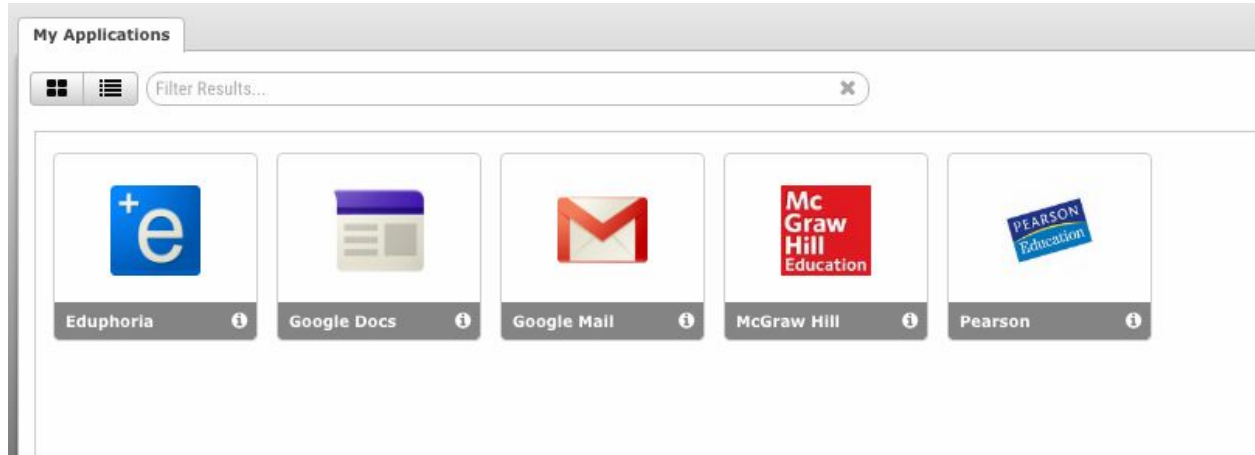 My Applications
Filter Results...
+e
Mc
Graw
Hill
Education
PEARSON
Education
Eduphoria
Google Docs
Google Mail
McGraw Hill
Pearson